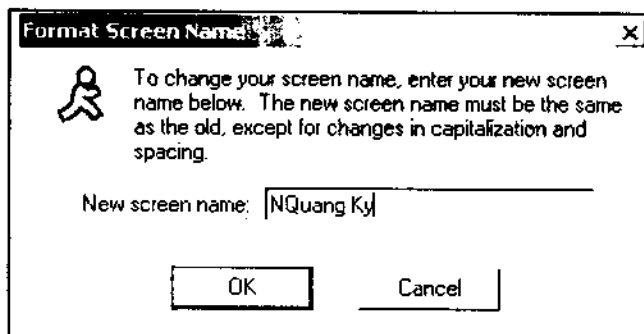 Format Screen Name
To change your screen name, enter your new screen
name below. The new screen name must be the same
as the old, except for changes in capitalization and
spacing.
New screen name: NQuang Ky
OK
Cancel